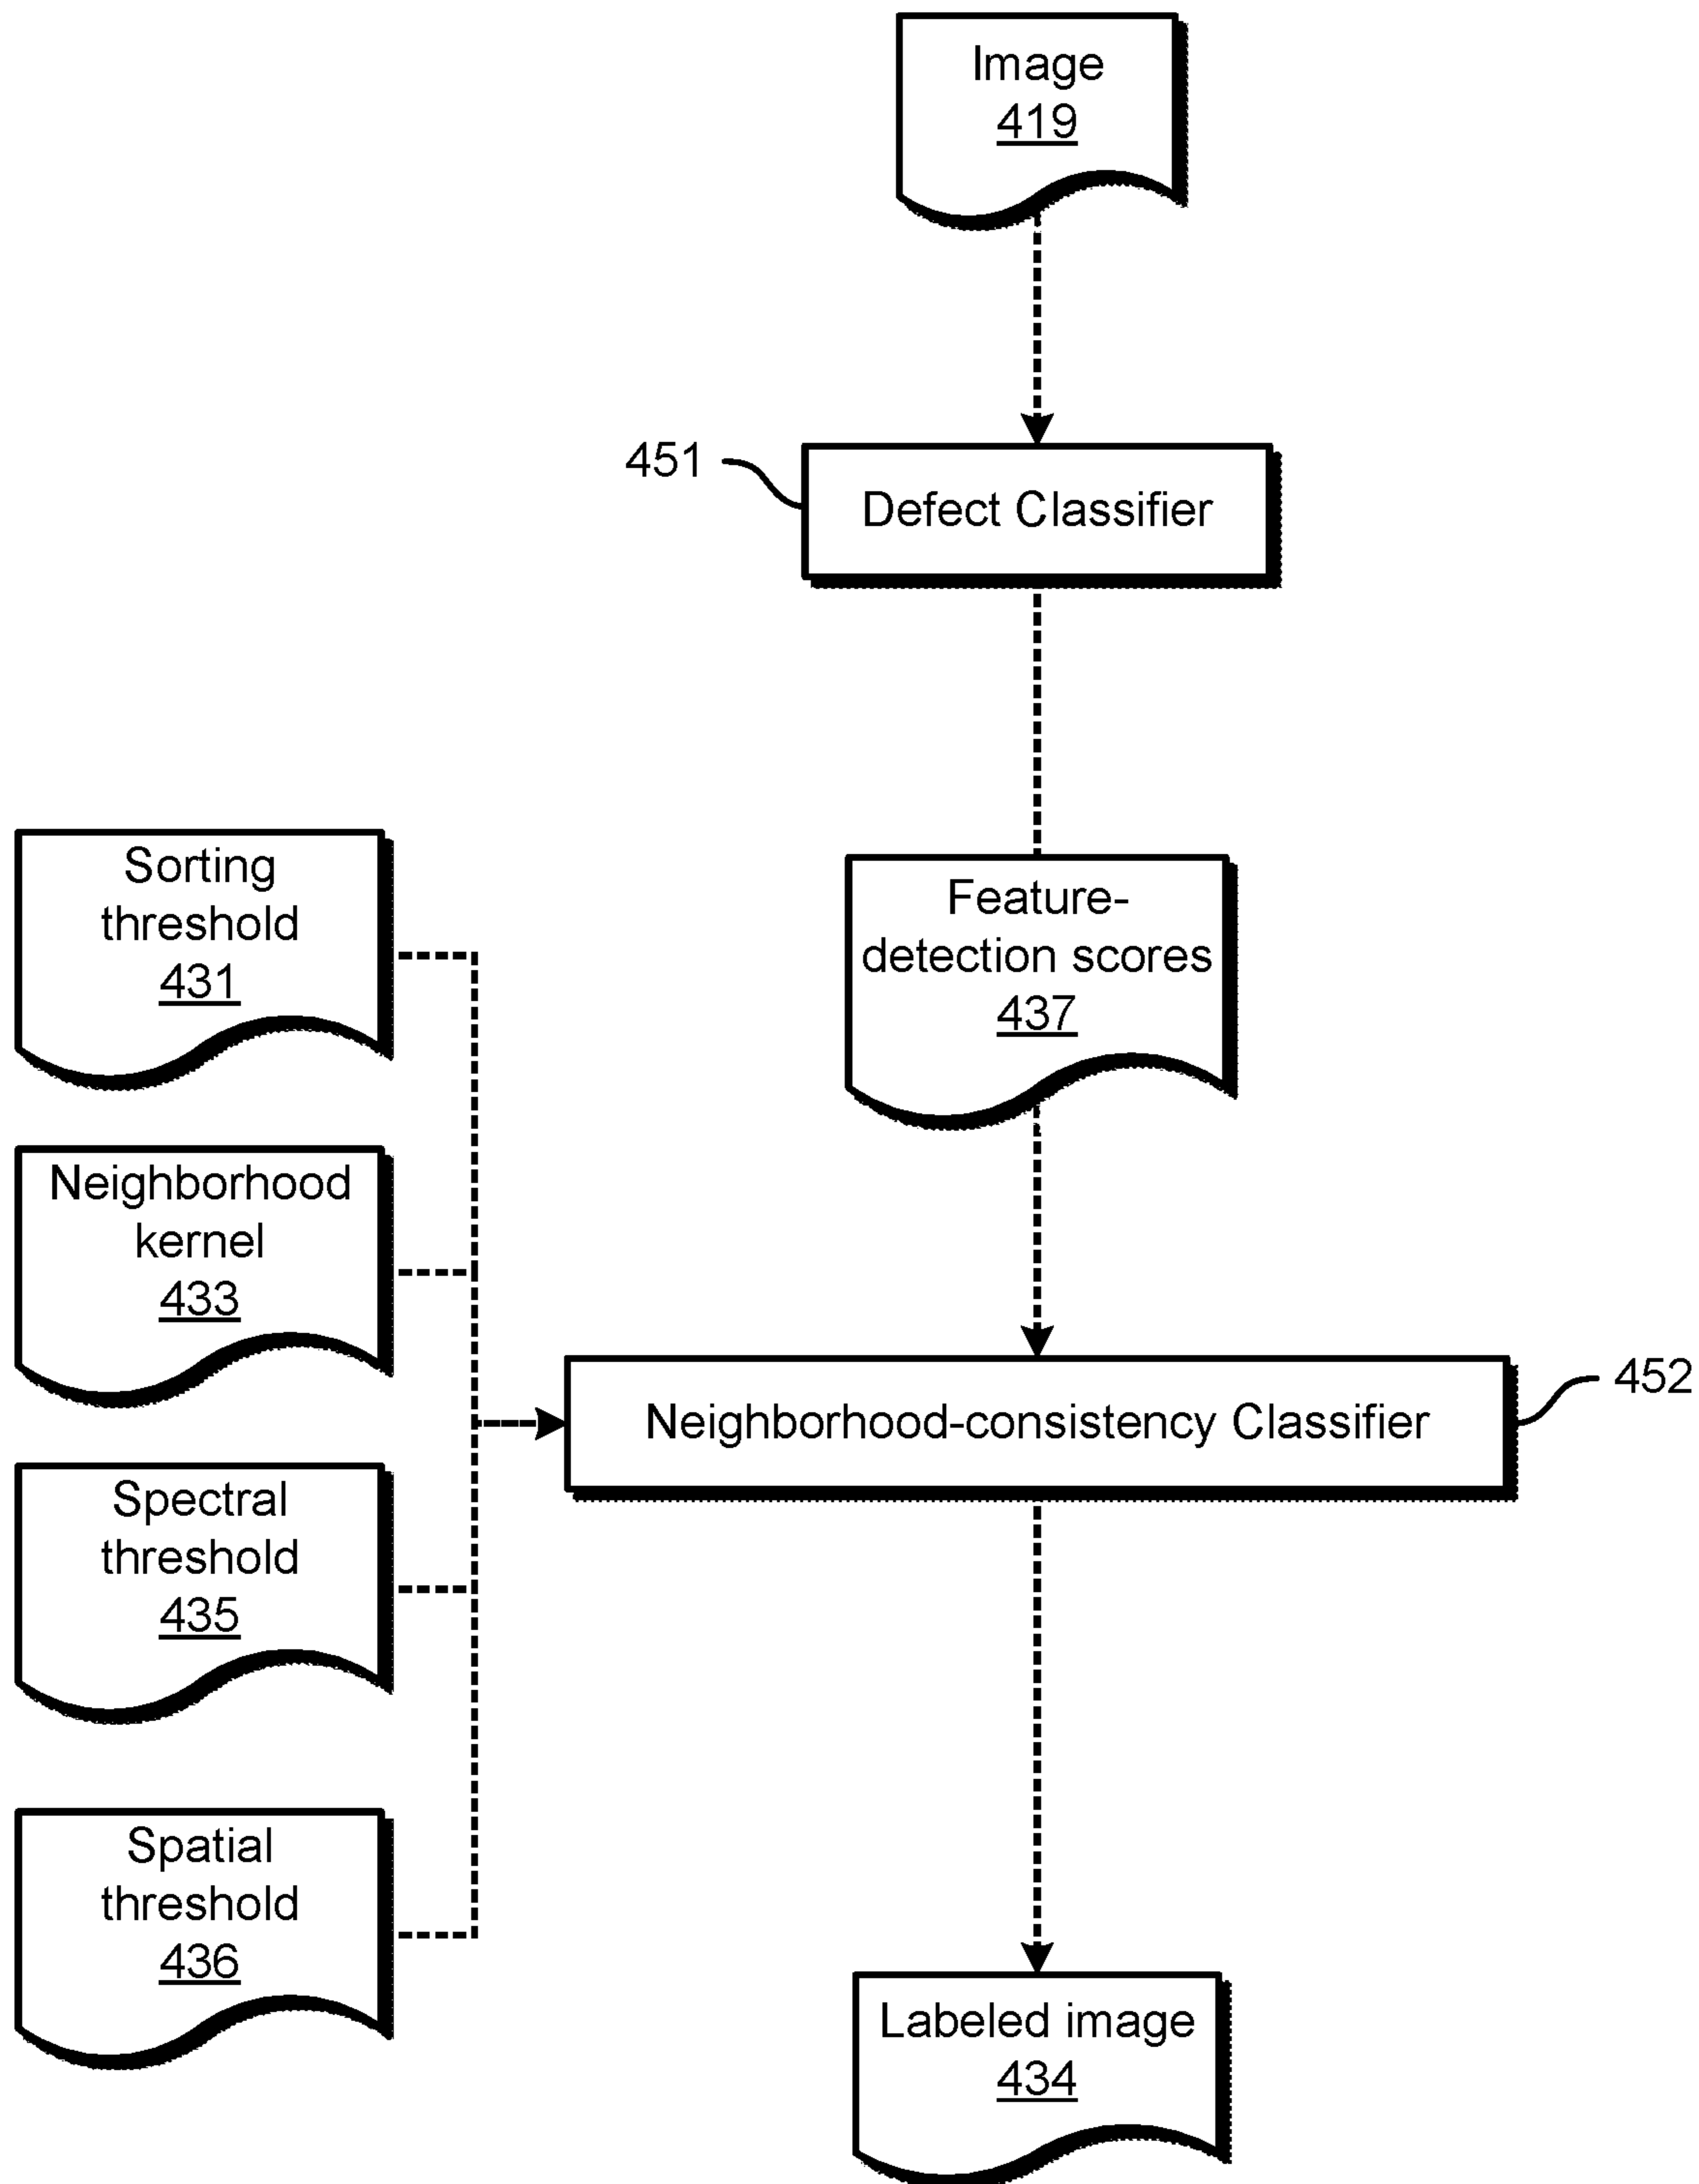 Image
419
451
Defect Classifier
Sorting
threshold
431
Feature-
detection scores
437
Neighborhood
kernel
433
Neighborhood-consistency Classifier
452
Spectral
threshold
435
Spatial
threshold
436
Labeled image
434